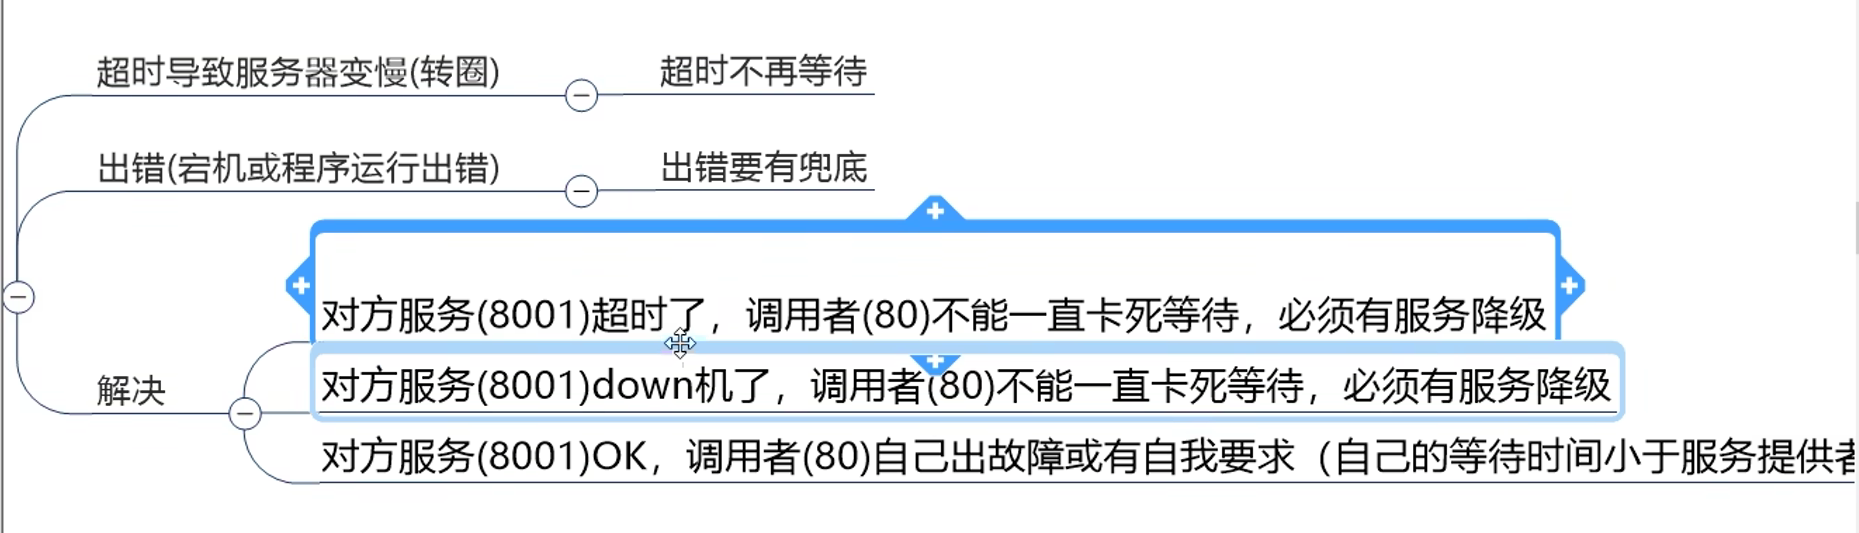 超时导致服务器变慢(转圈)
超时不再等待
出错(宕机或程序运行出错)
出错要有兜底
解决
对方服务(8001)超时了，调用者(80)不能一直卡死等待，必须有服务降级
对方服务(8001)down机了，调用者(80)不能一直卡死等待，必须有服务降级
对方服务(8001)OK，调用者(80)自己出故障或有自我要求（自己的等待时间小于服务提供者